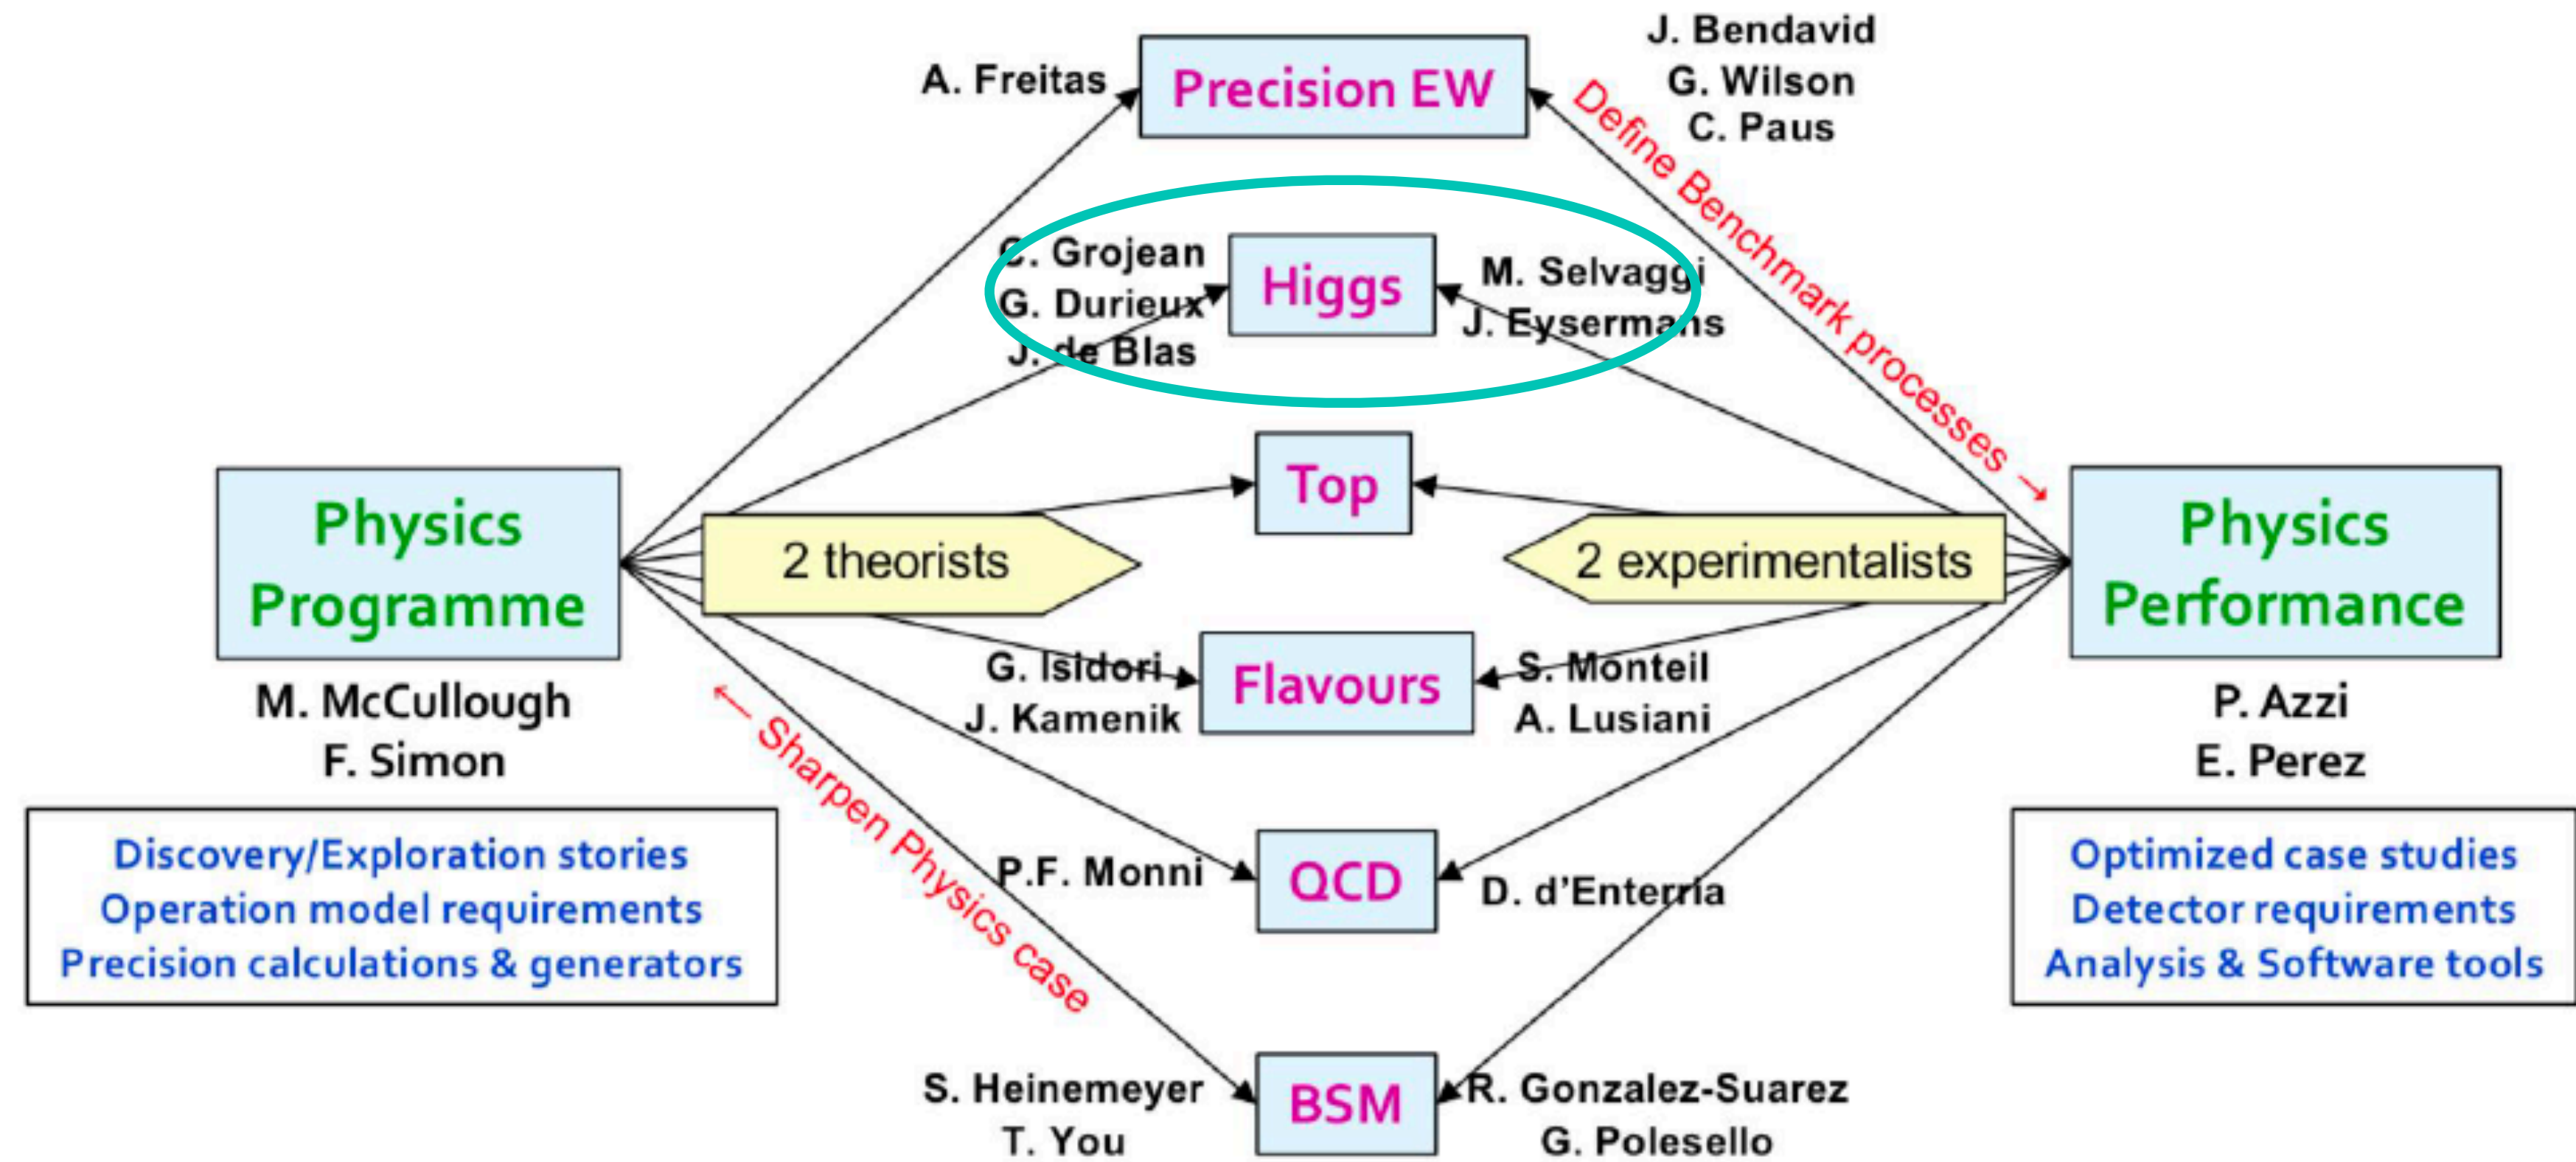 J. Bendavid
G. Wilson
C. Paus
A. Freitas
Precision EW
Define Benchmark processes →
C. Grojean
G. Durieux
J. de Blas
Higgs
M. Selvaggi
J. Eysermans
Top
Physics
Programme
M. McCullough
F. Simon
2 theorists
2 experimentalists
Physics
Performance
P. Azzi
E. Perez
G. Isidori
J. Kamenik
Flavours
S. Monteil
A. Lusiani
← Sharpen Physics case
Discovery/Exploration stories
Operation model requirements
Precision calculations & generators
P.F. Monni
QCD
D. d'Enterria
Optimized case studies
Detector requirements
Analysis & Software tools
S. Heinemeyer
T. You
BSM
R. Gonzalez-Suarez
G. Polesello